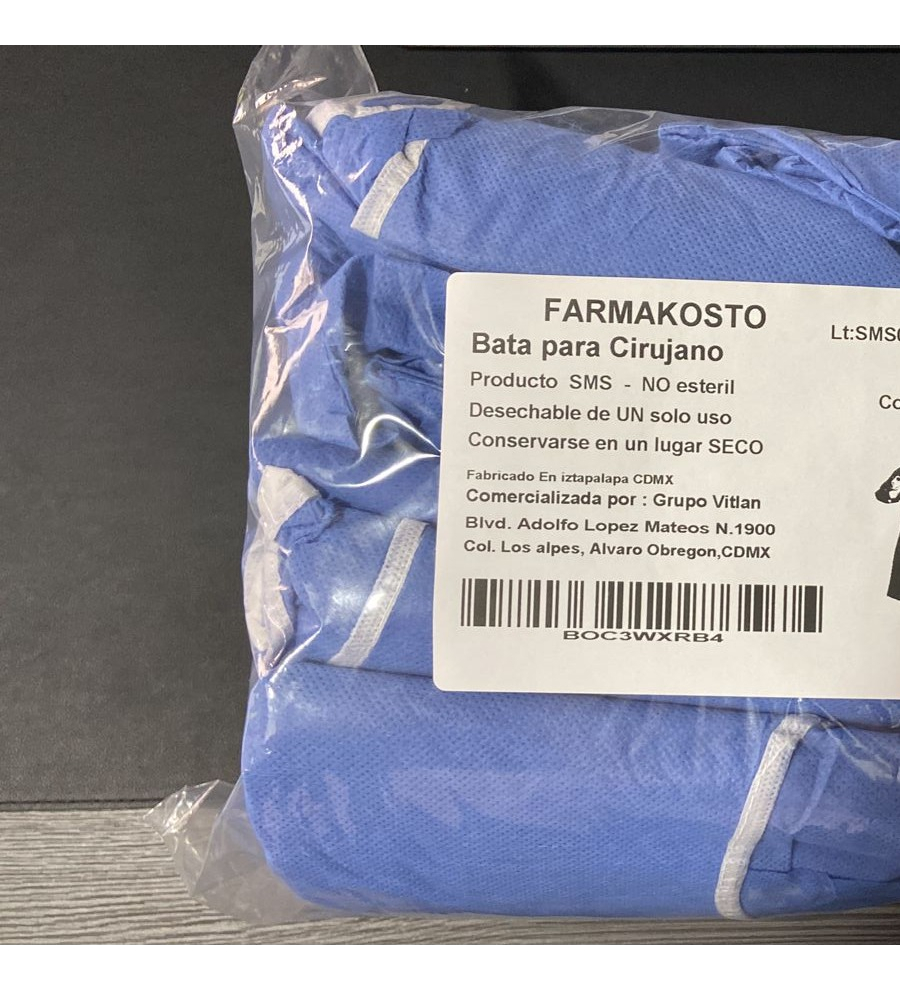 FARMAKOSTO
Bata para Cirujano
Producto SMS - NO esteril
Desechable de UN solo uso
Conservarse en un lugar SECO
Fabricado En iztapalapa CDMX
Comercializada por : Grupo Vitlan
Blvd. Adolfo Lopez Mateos N.1900
Col. Los alpes, Alvaro Obregon,CDMX
BOC3WXRB4
Lt:SMS